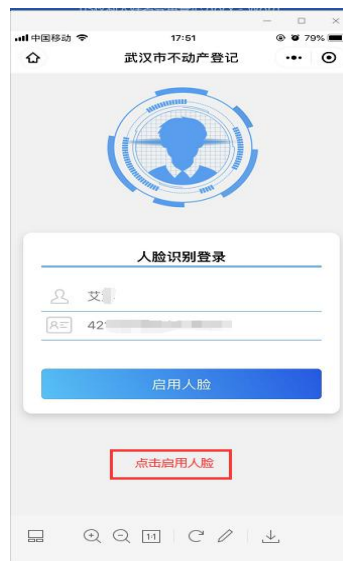 中国移动 17:51 79%
武汉市不动产登记
人脸识别登录
艾
42
启用人脸
点击启用人脸
1:1